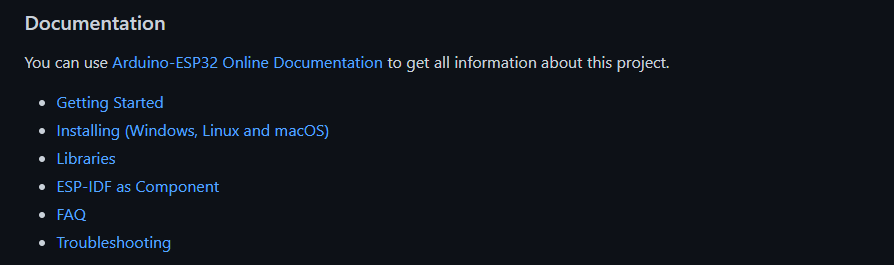 Documentation
You can use Arduino-ESP32 Online Documentation to get all information about this project.
Getting Started
Installing (Windows, Linux and macOS)
Libraries
ESP-IDF as Component
FAQ
Troubleshooting